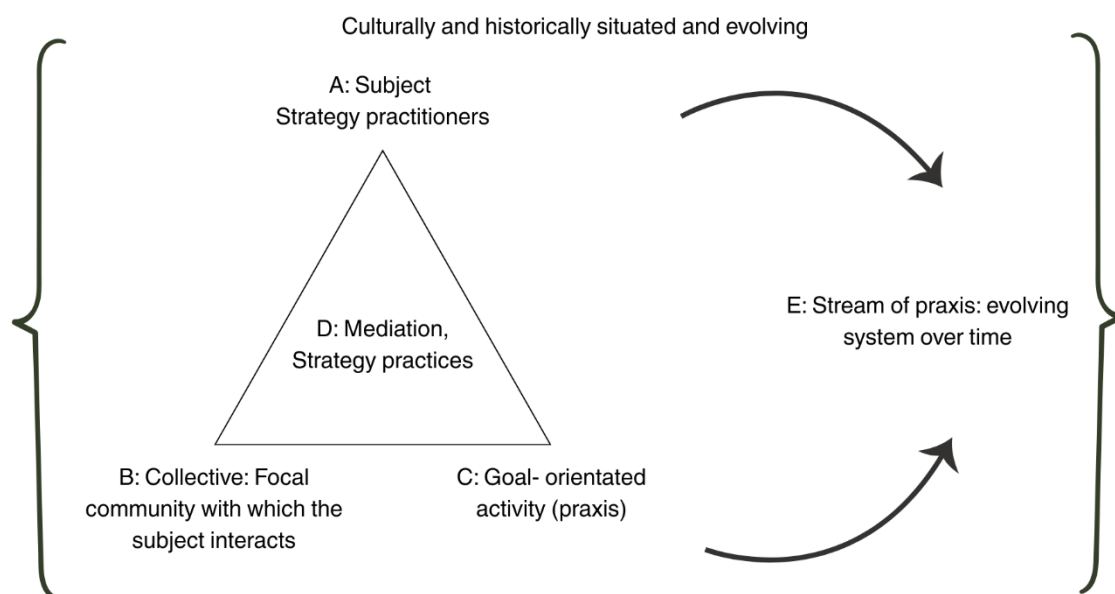 Culturally and historically situated and evolving
A: Subject
Strategy practitioners
D: Mediation,
Strategy practices
E: Stream of praxis: evolving
system over time
B: Collective: Focal
community with which the
subject interacts
C: Goal- orientated
activity (praxis)